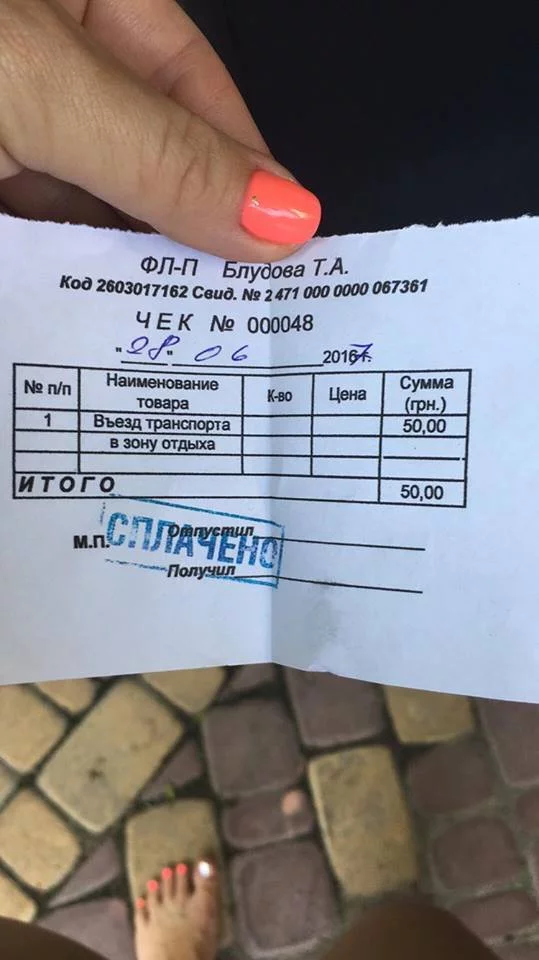 ФЛ-П Блудова Т.А.
Код 2603017162 Свид. № 2 471 000 0000 067361
ЧЕК № 000048
"28" 06 2017г.
№ п/п Наименование товара К-во Цена Сумма (грн.)
1 Въезд транспорта 50,00
в зону отдыха
ИТОГО 50,00
Отпустил
М.П. СПЛАЧЕНО
Получил